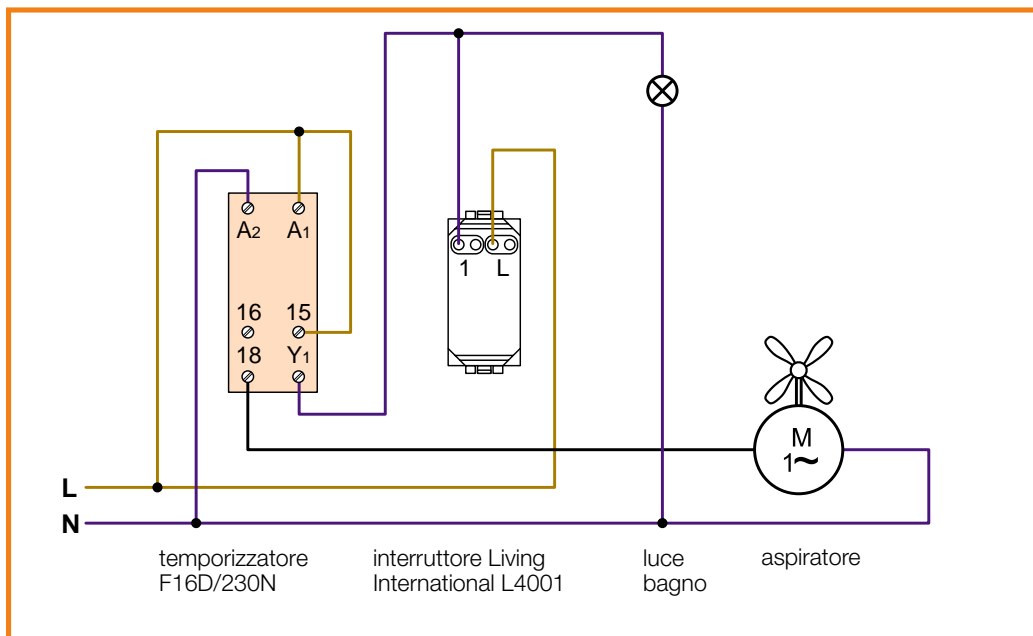 A2 A1
1 L
16 15
18 Y1
M
1~
L
N
temporizzatore
F16D/230N
interruttore Living
International L4001
luce
bagno
aspiratore